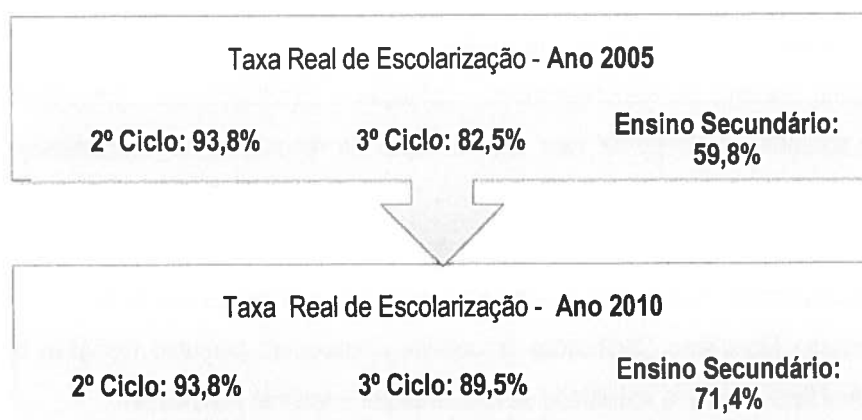 Taxa Real de Escolarização - Ano 2005
2º Ciclo: 93,8% 3º Ciclo: 82,5% Ensino Secundário:
59,8%
Taxa Real de Escolarização - Ano 2010
2º Ciclo: 93,8% 3º Ciclo: 89,5% Ensino Secundário:
71,4%